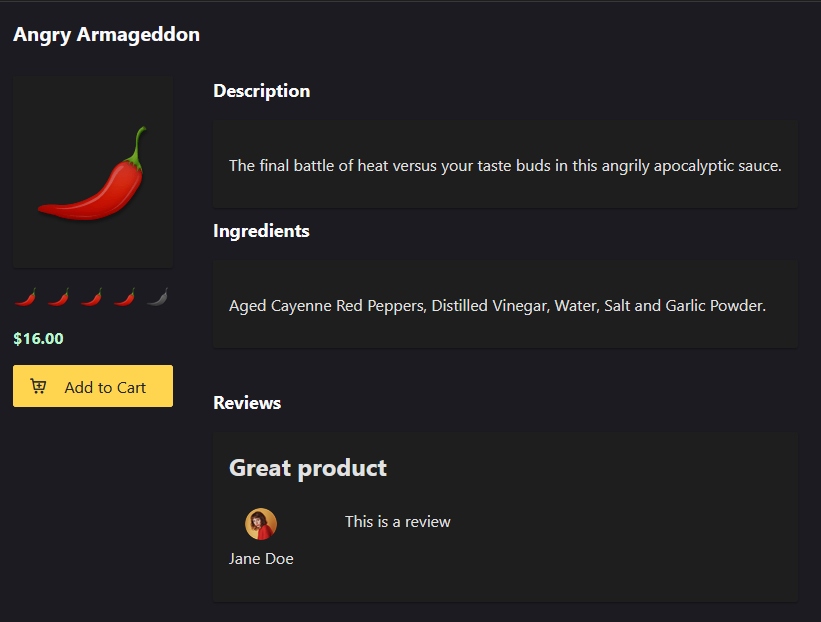 Angry Armageddon
Description
The final battle of heat versus your taste buds in this angrily apocalyptic sauce.
Ingredients
Aged Cayenne Red Peppers, Distilled Vinegar, Water, Salt and Garlic Powder.
$16.00
Add to Cart
Reviews
Great product
This is a review
Jane Doe